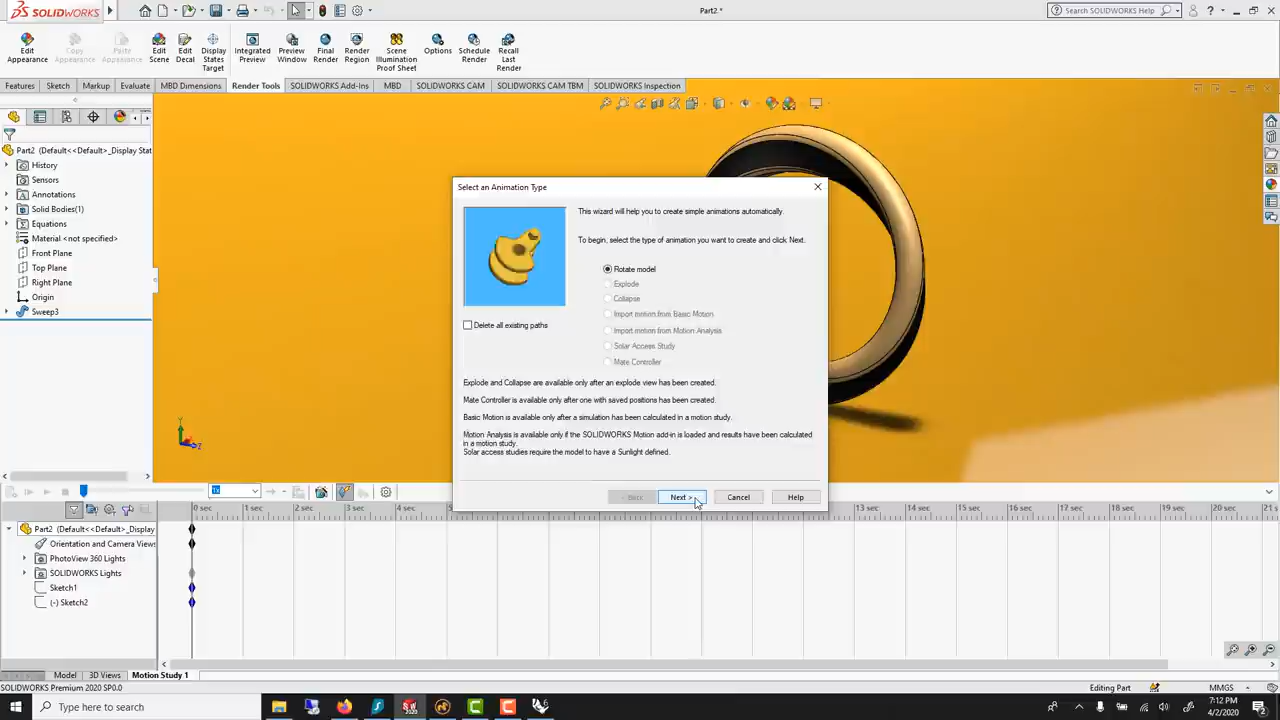 SOLIDWORKS
Part2 *
Search SOLIDWORKS Help
Edit Appearance
Copy Appearance
Paste Appearance
Edit Scene
Edit Decal
Display States Target
Integrated Preview
Preview Window
Final Render
Render Region
Scene Illumination Proof Sheet
Options
Schedule Render
Recall Last Render
Features
Sketch
Markup
Evaluate
MBD Dimensions
Render Tools
SOLIDWORKS Add-Ins
MBD
SOLIDWORKS CAM
SOLIDWORKS CAM TBM
SOLIDWORKS Inspection
Part2 (Default<<Default>_Display Stat
History
Sensors
Annotations
Solid Bodies(1)
Equations
Material <not specified>
Front Plane
Top Plane
Right Plane
Origin
Sweep3
Select an Animation Type
This wizard will help you to create simple animations automatically.
To begin, select the type of animation you want to create and click Next.
Rotate model
Explode
Collapse
Import motion from Basic Motion
Import motion from Motion Analysis
Solar Access Study
Mate Controller
Delete all existing paths
Explode and Collapse are available only after an explode view has been created.
Mate Controller is available only after one with saved positions has been created.
Basic Motion is available only after a simulation has been calculated in a motion study.
Motion Analysis is available only if the SOLIDWORKS Motion add-in is loaded and results have been calculated
in a motion study.
Solar access studies require the model to have a Sunlight defined.
< Back
Next >
Cancel
Help
Y
Z
1x
0 sec
1 sec
2 sec
3 sec
4 sec
13 sec
14 sec
15 sec
16 sec
17 sec
18 sec
19 sec
20 sec
21 s
Part2 (Default<<Default>_Display
Orientation and Camera Views
PhotoView 360 Lights
SOLIDWORKS Lights
Sketch1
(-) Sketch2
Model
3D Views
Motion Study 1
SOLIDWORKS Premium 2020 SP0.0
Editing Part
MMGS
Type here to search
7:12 PM
4/2/2020